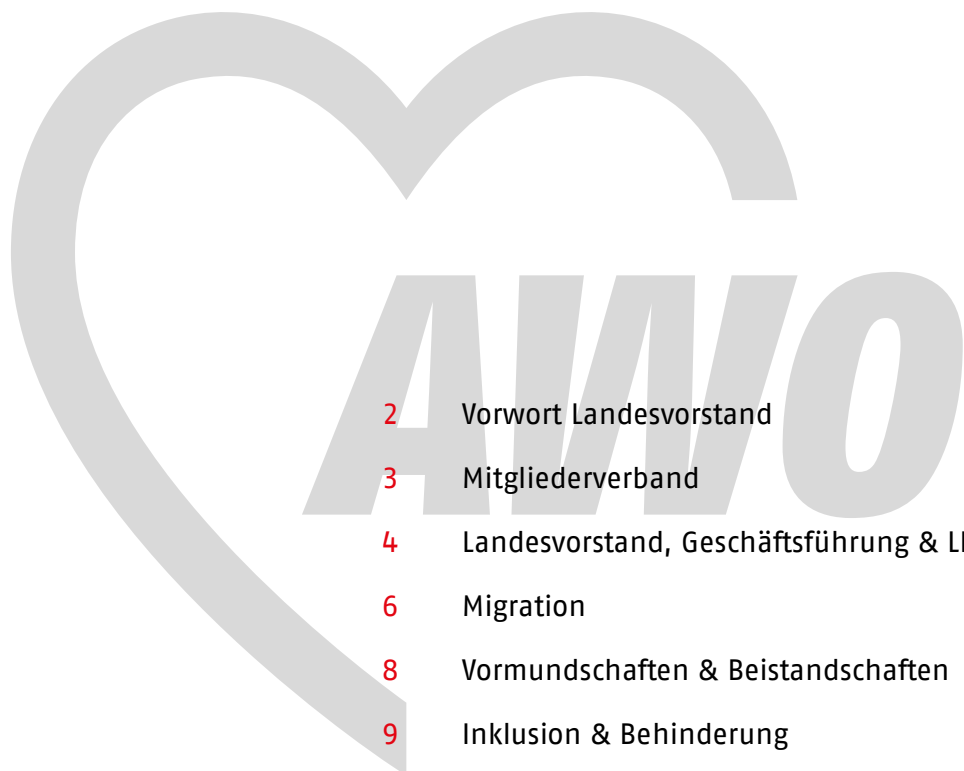 AWO
2 Vorwort Landesvorstand
3 Mitgliederverband
4 Landesvorstand, Geschäftsführung &
6 Migration
8 Vormundschaften & Beistandschaften
9 Inklusion & Behinderung